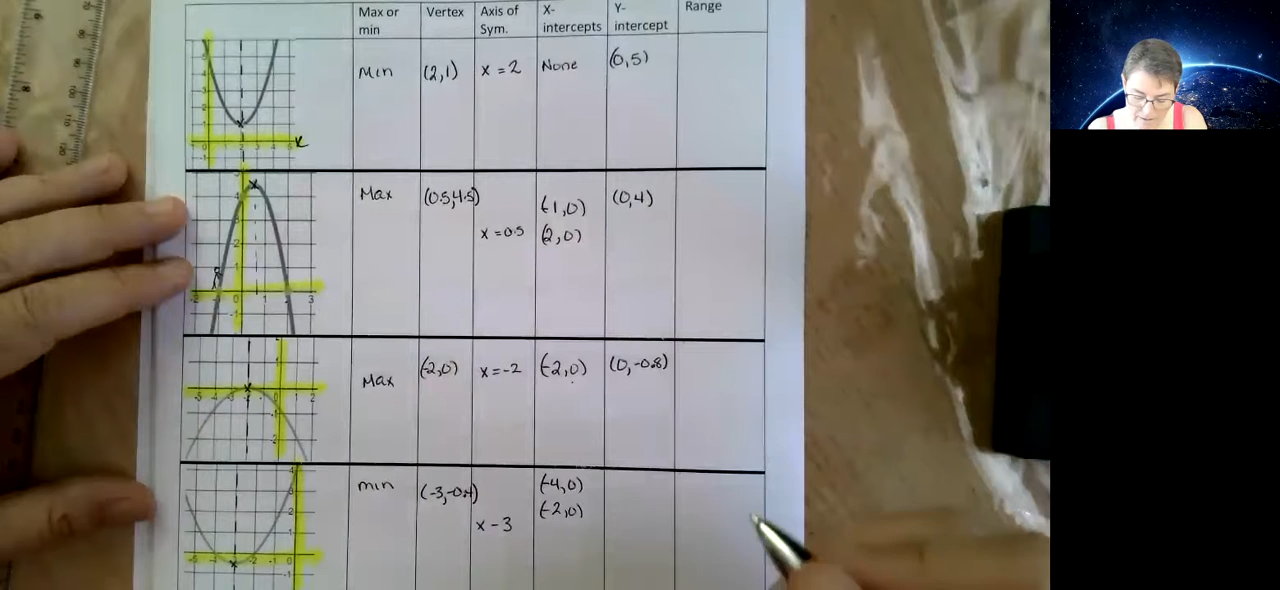 Max or Vertex Axis of X- Y- Range
min Sym. intercepts intercept
Min (2,1) x = 2 None (0,5)
Max (0.5,4.5) (-1,0) (0,4)
x = 0.5 (2,0)
Max (-2,0) x = -2 (-2,0) (0,-0.8)
min (-3,-0.4) (-4,0)
x - 3 (-2,0)